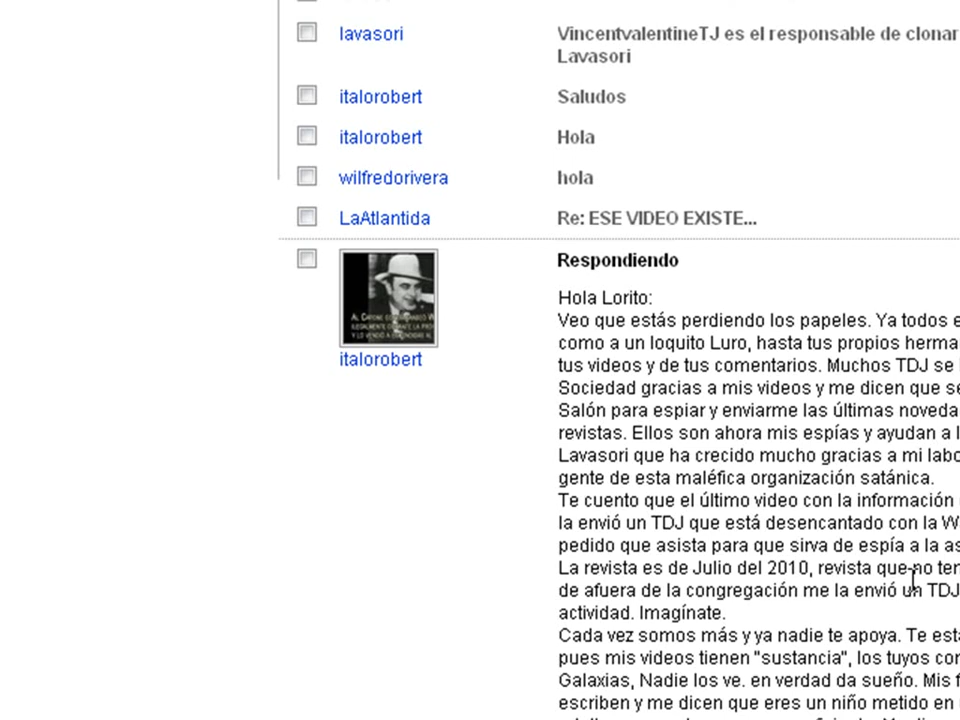 lavasori VincentvalentineTJ es el responsable de clonar
Lavasori
italorobert Saludos
italorobert Hola
wilfredorivera hola
LaAtlantida Re: ESE VIDEO EXISTE...
Respondiendo
italorobert
Hola Lorito:
Veo que estás perdiendo los papeles. Ya todos
como a un loquito Luro, hasta tus propios
tus videos y de tus comentarios. Muchos TDJ se
Sociedad gracias a mis videos y me dicen que
Salón para espiar y enviarme las últimas
revistas. Ellos son ahora mis espías y ayudan a
Lavasori que ha crecido mucho gracias a mi
gente de esta maléfica organización satánica.
Te cuento que el último video con la información
la envió un TDJ que está desencantado con la
pedido que asista para que sirva de espía a la
La revista es de Julio del 2010, revista que no
de afuera de la congregación me la envió un TDJ
actividad. Imagínate.
Cada vez somos más y ya nadie te apoya. Te
pues mis videos tienen "sustancia", los tuyos
Galaxias, Nadie los ve. en verdad da sueño. Mis
escriben y me dicen que eres un niño metido en